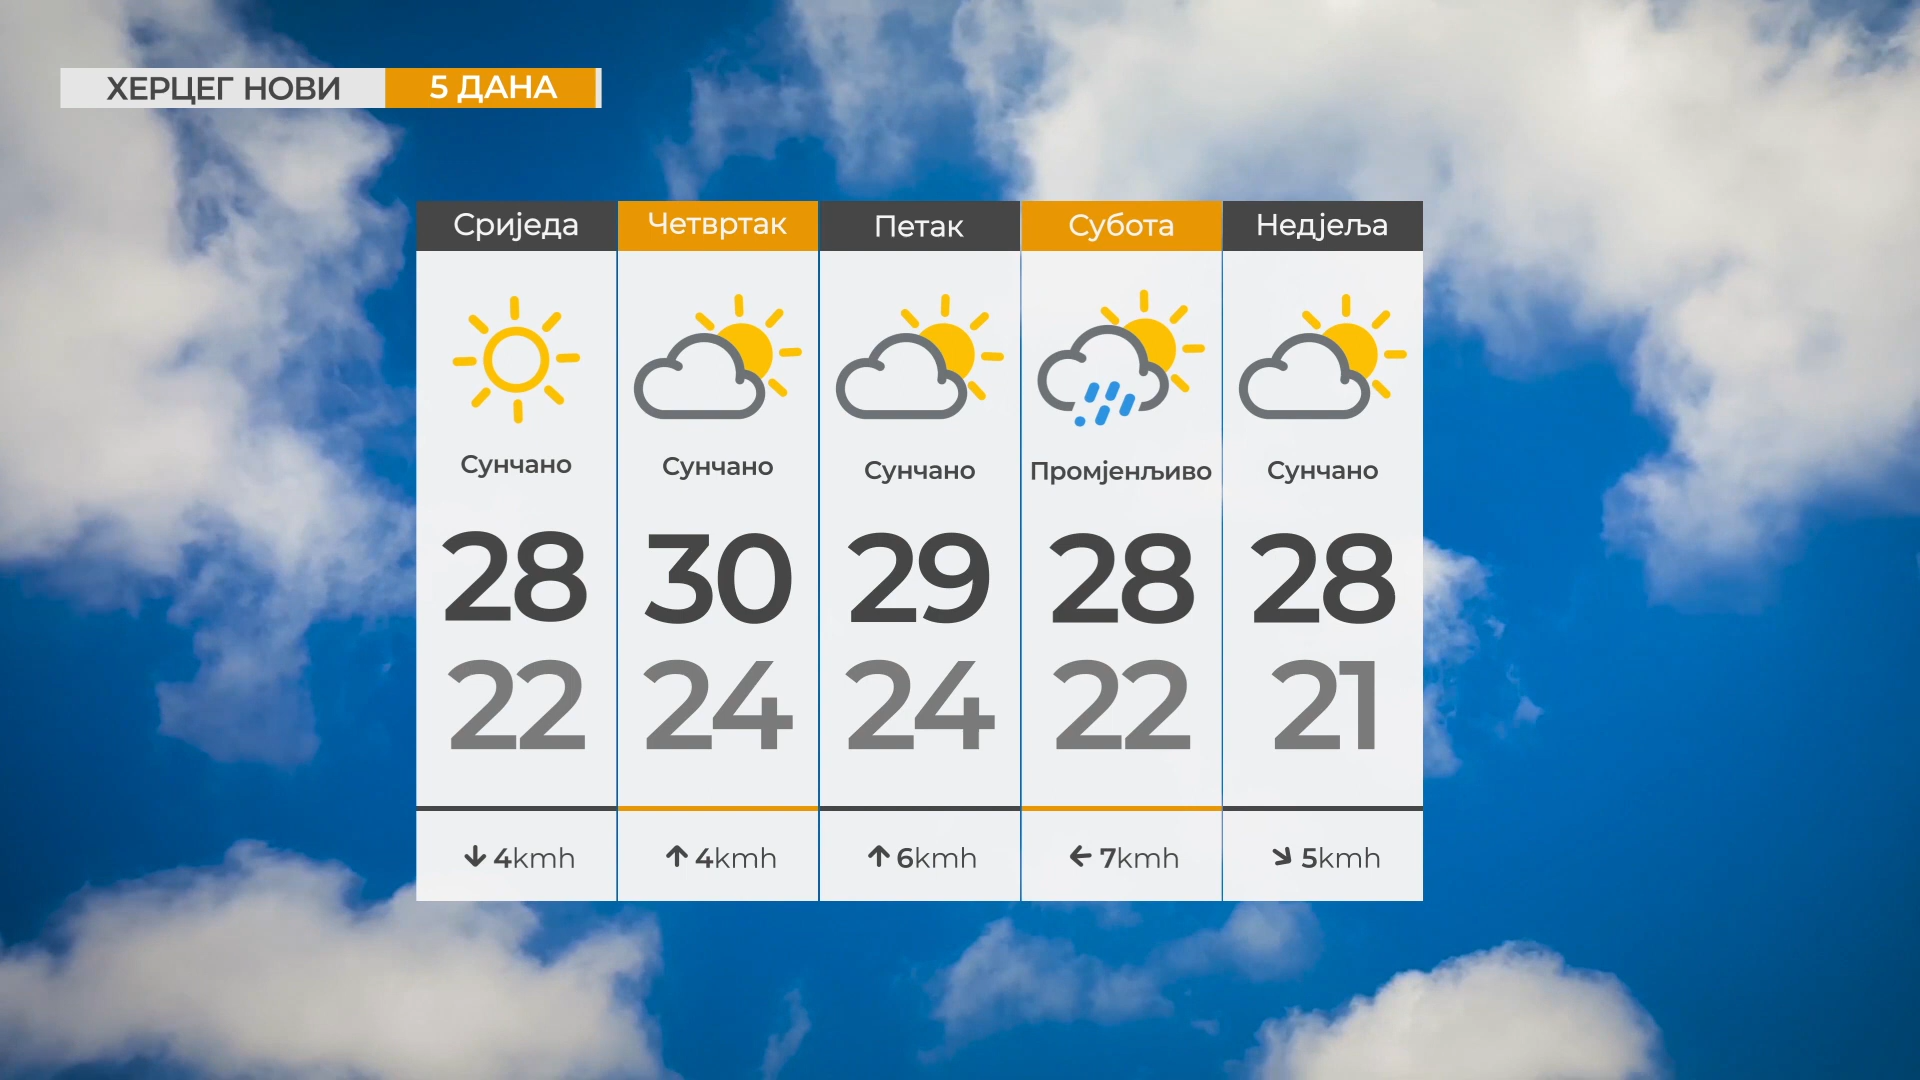 ХЕРЦЕГ НОВИ 5 ДАНА
Сриједа Четвртак Петак Субота Недјеља
Сунчано Сунчано Сунчано Промјенљиво Сунчано
28 30 29 28 28
22 24 24 22 21
↓ 4kmh ↑ 4kmh ↑ 6kmh ← 7kmh ↘ 5kmh